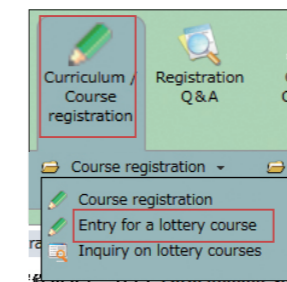 Curriculum /
Course
registration
Registration
Q&A
Course registration
Course registration
Entry for a lottery course
Inquiry on lottery courses